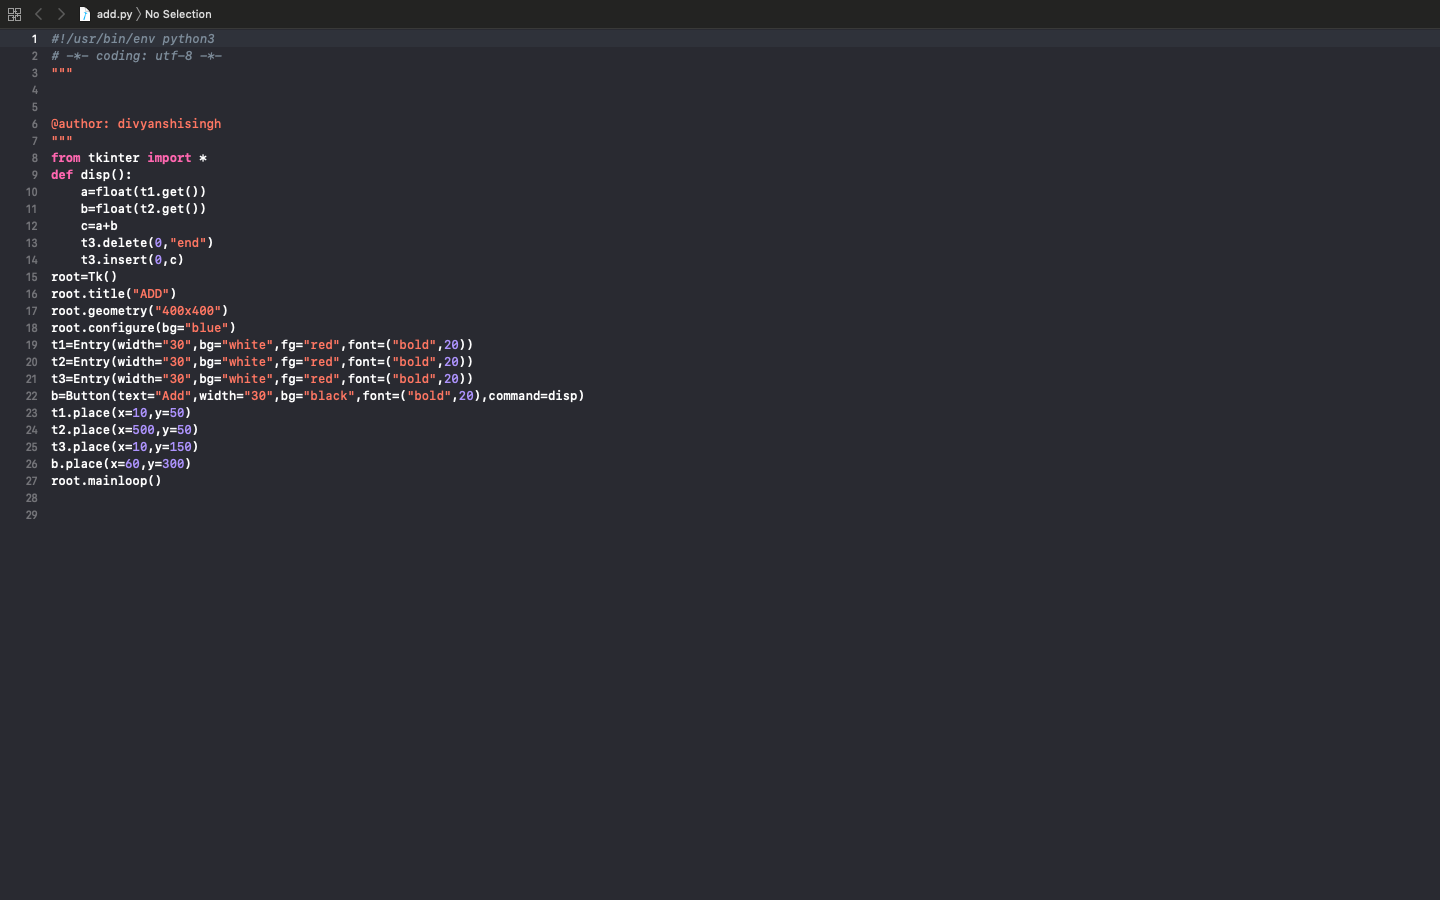 add.py 〉 No Selection
1 #!/usr/bin/env python3
2 # -*- coding: utf-8 -*-
3 """
4
5
6 @author: divyanshisingh
7 """
8 from tkinter import *
9 def disp():
10     a=float(t1.get())
11     b=float(t2.get())
12     c=a+b
13     t3.delete(0,"end")
14     t3.insert(0,c)
15 root=Tk()
16 root.title("ADD")
17 root.geometry("400x400")
18 root.configure(bg="blue")
19 t1=Entry(width="30",bg="white",fg="red",font=("bold",20))
20 t2=Entry(width="30",bg="white",fg="red",font=("bold",20))
21 t3=Entry(width="30",bg="white",fg="red",font=("bold",20))
22 b=Button(text="Add",width="30",bg="black",font=("bold",20),command=disp)
23 t1.place(x=10,y=50)
24 t2.place(x=500,y=50)
25 t3.place(x=10,y=150)
26 b.place(x=60,y=300)
27 root.mainloop()
28
29